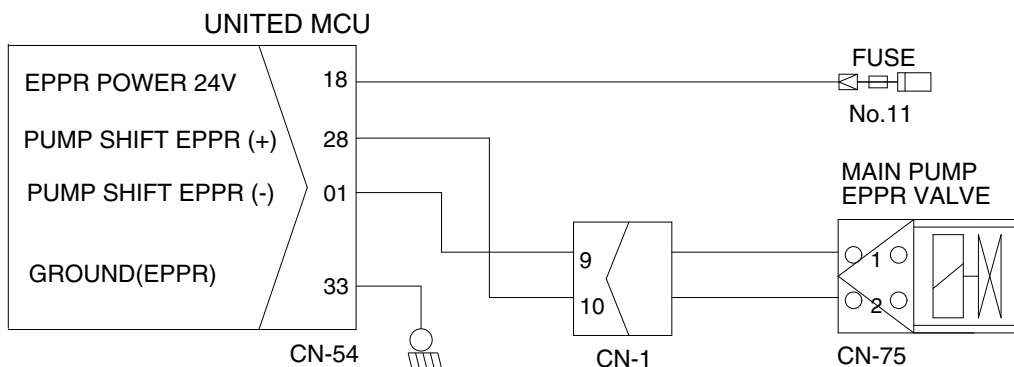 UNITED MCU
EPPR POWER 24V
18
FUSE
No.11
PUMP SHIFT EPPR (+)
28
PUMP SHIFT EPPR (-)
01
MAIN PUMP
EPPR VALVE
9
1
GROUND(EPPR)
33
10
2
CN-54
CN-1
CN-75